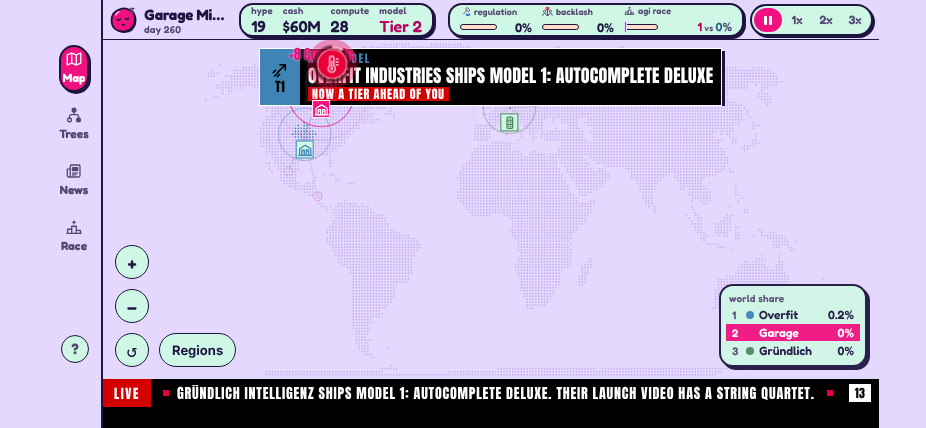 Garage Mi...
day 260
hype
19
cash
$60M
compute
28
model
Tier 2
regulation
0%
backlash
0%
agi race
1 vs 0%
1x
2x
3x
Map
Trees
News
Race
?
T1
OVERFIT INDUSTRIES SHIPS MODEL 1: AUTOCOMPLETE DELUXE
NOW A TIER AHEAD OF YOU
+
−
↺
Regions
world share
1 Overfit 0.2%
2 Garage 0%
3 Gründlich 0%
LIVE
GRÜNDLICH INTELLIGENZ SHIPS MODEL 1: AUTOCOMPLETE DELUXE. THEIR LAUNCH VIDEO HAS A STRING QUARTET.
13